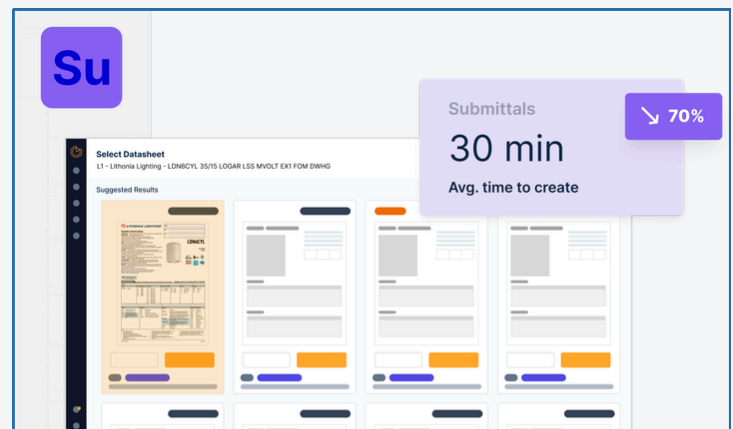 Su
Submittals
70%
30 min
Avg. time to create
Select Datasheet
L1 - Lithonia Lighting - LDN6CYL 35/15 LOGAR LSS MVOLT EX1 FOM DWHG
Suggested Results
LITHONIA LIGHTING
LDN6CYL